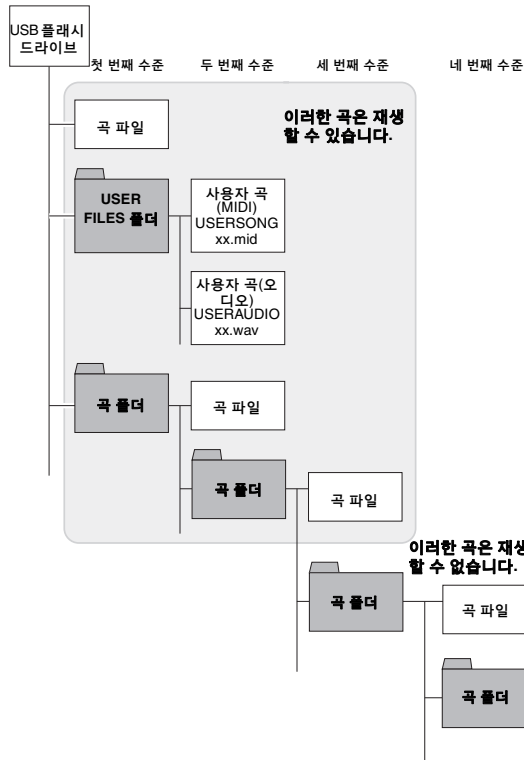 USB 플래시
드라이브
첫 번째 수준
두 번째 수준
세 번째 수준
네 번째 수준
곡 파일
이러한 곡은 재생
할 수 있습니다.
USER
FILES 폴더
사용자 곡
(MIDI)
USERSONG
xx.mid
사용자 곡(오
디오)
USERAUDIO
xx.wav
곡 폴더
곡 파일
곡 폴더
곡 파일
이러한 곡은 재생
할 수 없습니다.
곡 폴더
곡 파일
곡 폴더